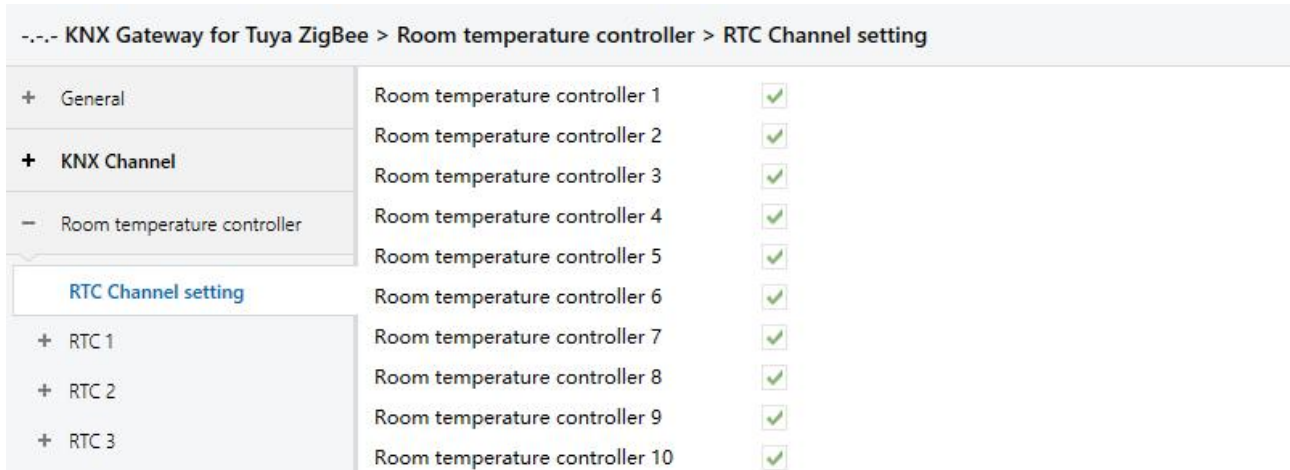 -.-.- KNX Gateway for Tuya ZigBee > Room temperature controller > RTC Channel setting
+ General
+ KNX Channel
− Room temperature controller
RTC Channel setting
+ RTC 1
+ RTC 2
+ RTC 3
Room temperature controller 1
Room temperature controller 2
Room temperature controller 3
Room temperature controller 4
Room temperature controller 5
Room temperature controller 6
Room temperature controller 7
Room temperature controller 8
Room temperature controller 9
Room temperature controller 10